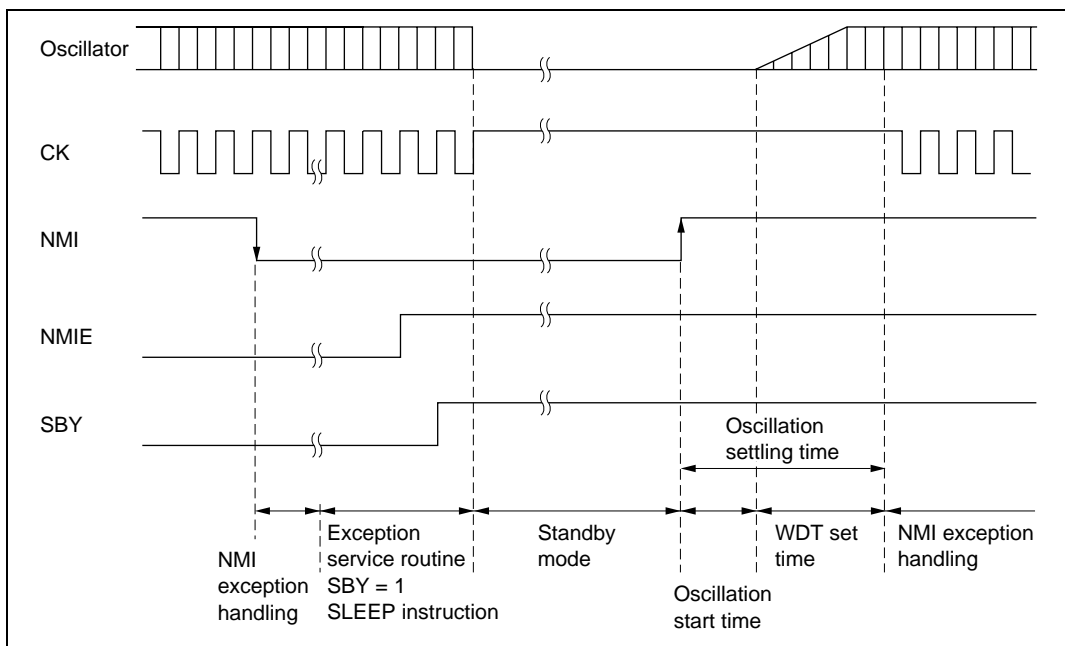 Oscillator
CK
NMI
NMIE
SBY
Oscillation
settling time
NMI
exception
handling
Exception
service routine
SBY = 1
SLEEP instruction
Standby
mode
Oscillation
start time
WDT set
time
NMI exception
handling